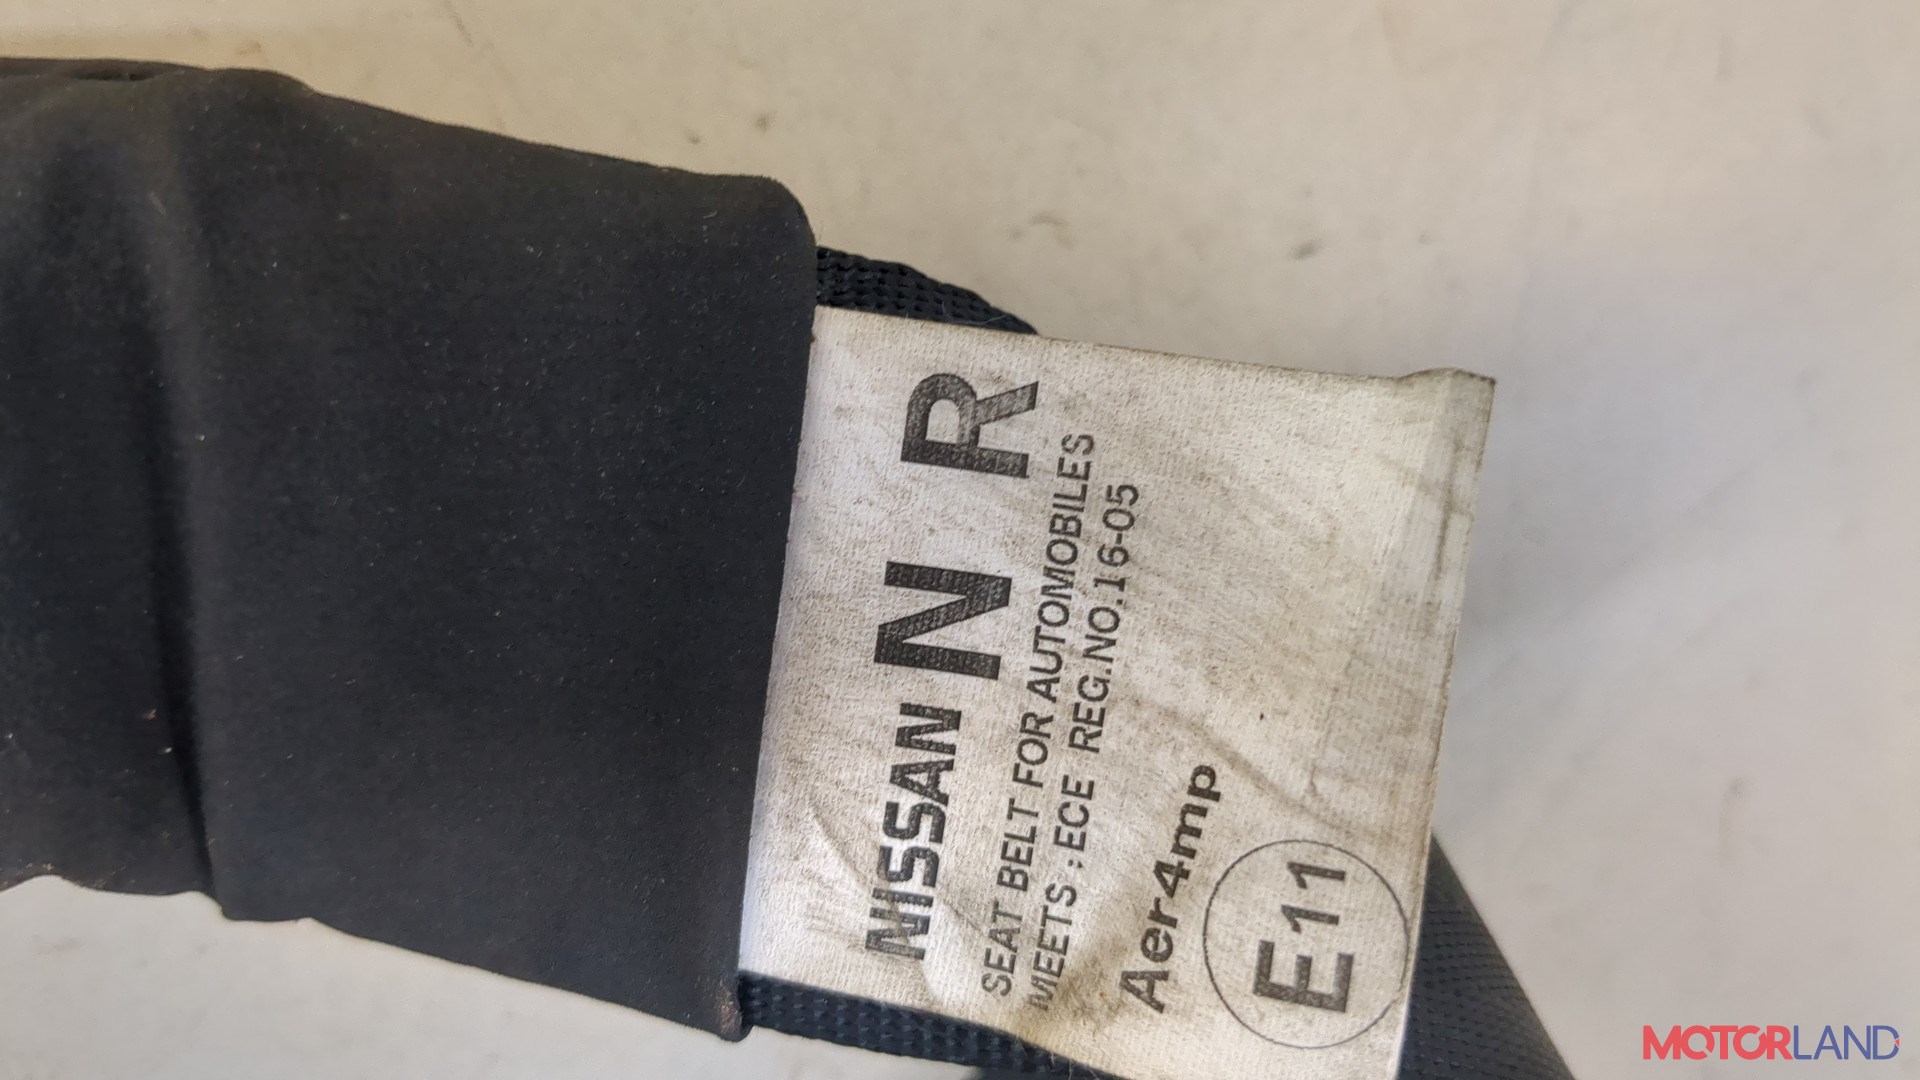 NISSAN N R
SEAT BELT FOR AUTOMOBILES
MEETS : ECE REG.NO.16-05
Aer4mp
E11
MOTORLAND